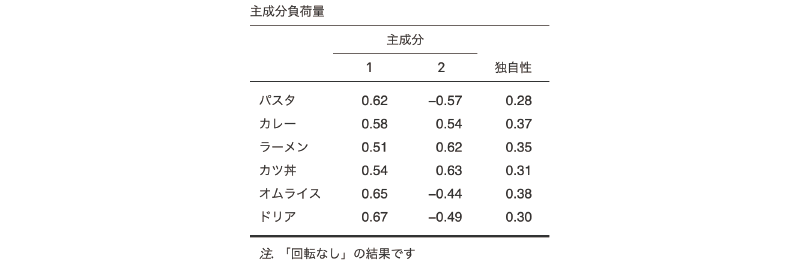 主成分負荷量
主成分
1 2 独自性
パスタ 0.62 −0.57 0.28
カレー 0.58 0.54 0.37
ラーメン 0.51 0.62 0.35
カツ丼 0.54 0.63 0.31
オムライス 0.65 −0.44 0.38
ドリア 0.67 −0.49 0.30
注. 「回転なし」の結果です